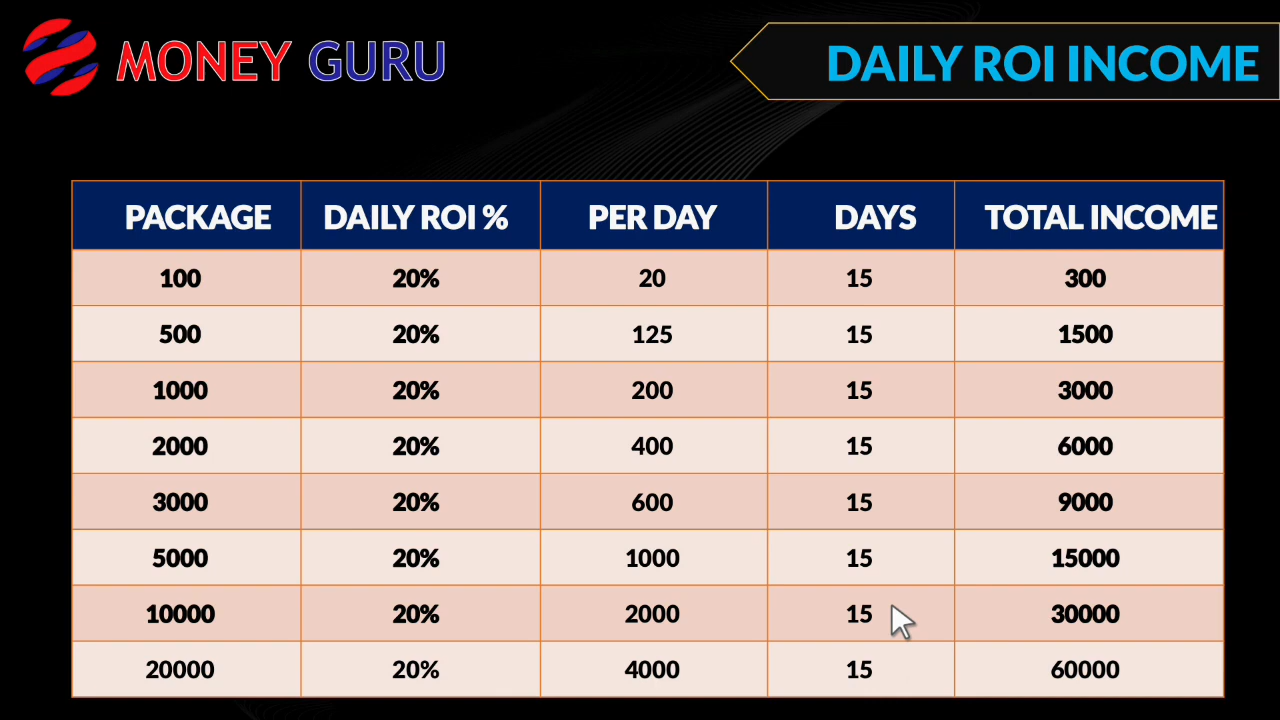 MONEY GURU
DAILY ROI INCOME
PACKAGE DAILY ROI % PER DAY DAYS TOTAL INCOME
100 20% 20 15 300
500 20% 125 15 1500
1000 20% 200 15 3000
2000 20% 400 15 6000
3000 20% 600 15 9000
5000 20% 1000 15 15000
10000 20% 2000 15 30000
20000 20% 4000 15 60000